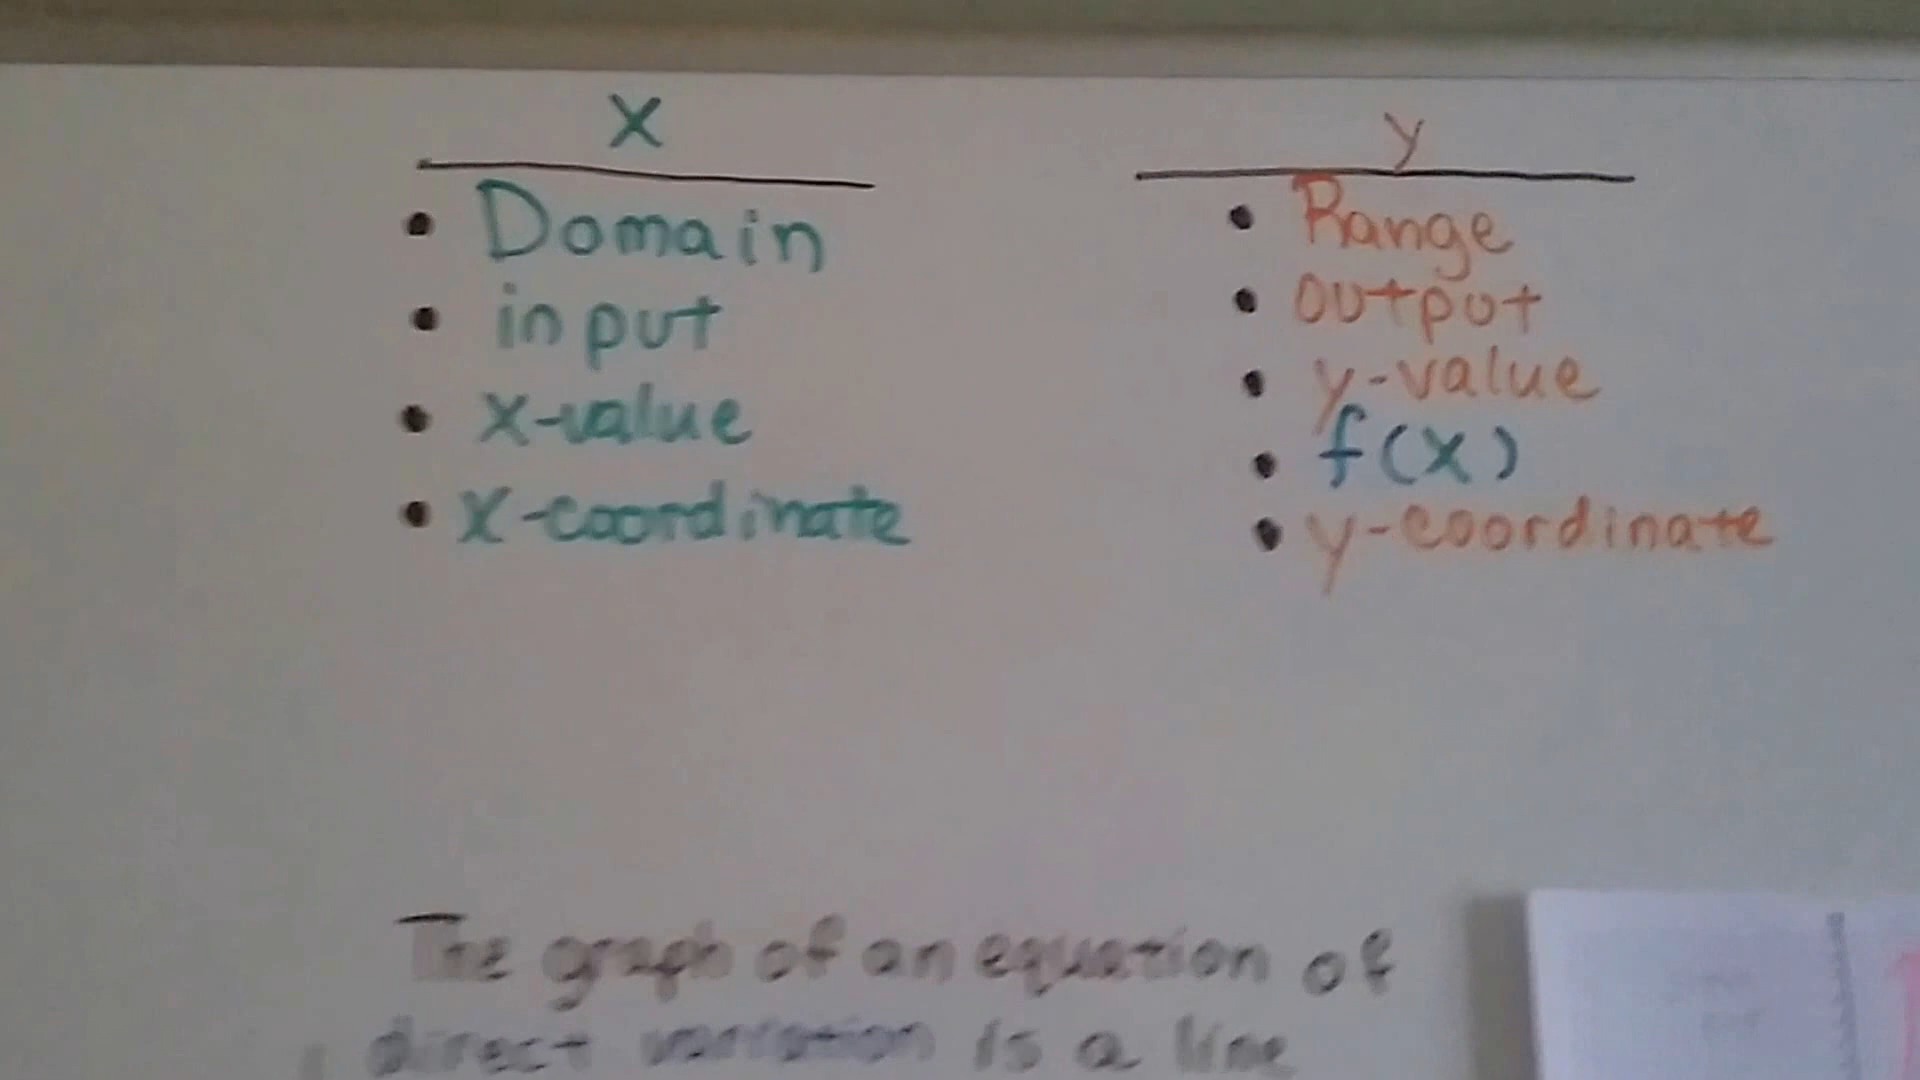 x
• Domain
• input
• x-value
• x-coordinate
y
• Range
• output
• y-value
• f(x)
• y-coordinate
The graph of an equation of
direct variation is a line